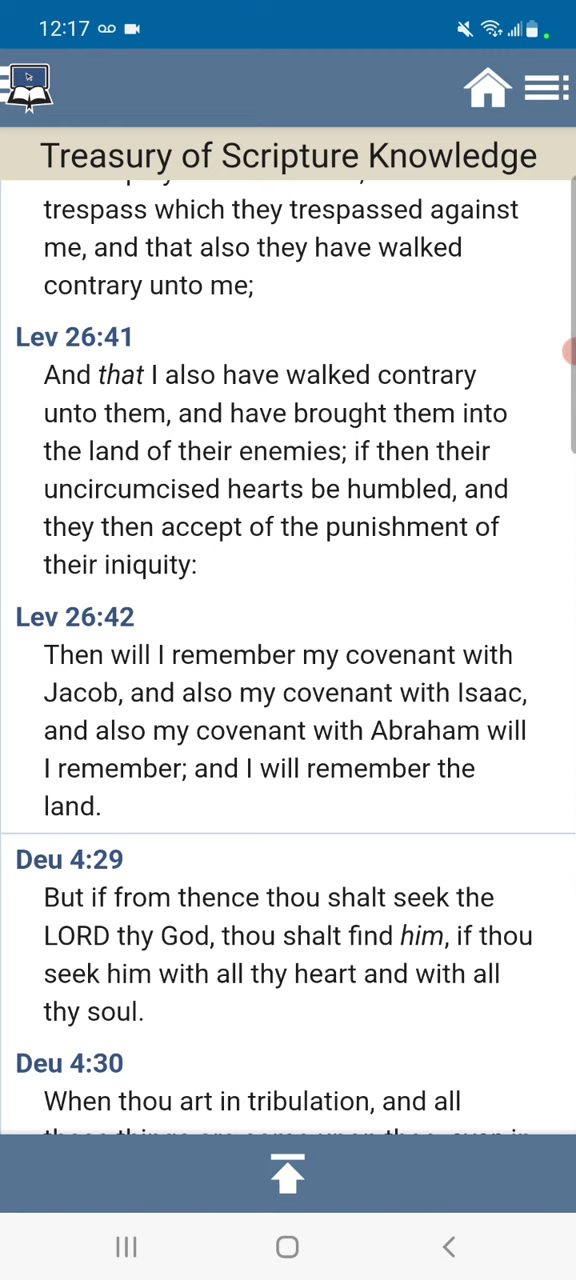 12:17
Treasury of Scripture Knowledge
trespass which they trespassed against
me, and that also they have walked
contrary unto me;
Lev 26:41
And that I also have walked contrary
unto them, and have brought them into
the land of their enemies; if then their
uncircumcised hearts be humbled, and
they then accept of the punishment of
their iniquity:
Lev 26:42
Then will I remember my covenant with
Jacob, and also my covenant with Isaac,
and also my covenant with Abraham will
I remember; and I will remember the
land.
Deu 4:29
But if from thence thou shalt seek the
LORD thy God, thou shalt find him, if thou
seek him with all thy heart and with all
thy soul.
Deu 4:30
When thou art in tribulation, and all